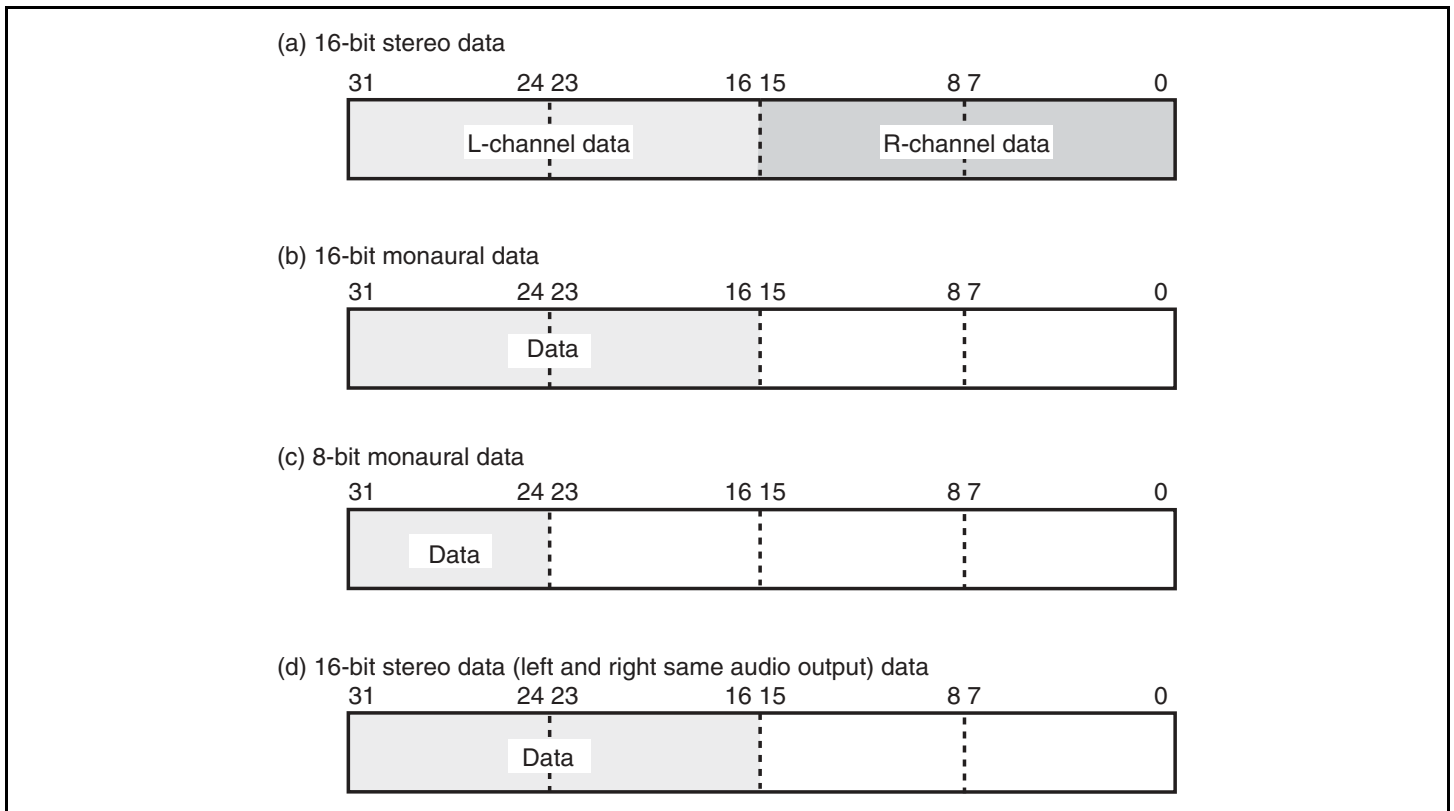 (a) 16-bit stereo data
31 24 23 16 15 8 7 0
L-channel data R-channel data
(b) 16-bit monaural data
31 24 23 16 15 8 7 0
Data
(c) 8-bit monaural data
31 24 23 16 15 8 7 0
Data
(d) 16-bit stereo data (left and right same audio output) data
31 24 23 16 15 8 7 0
Data